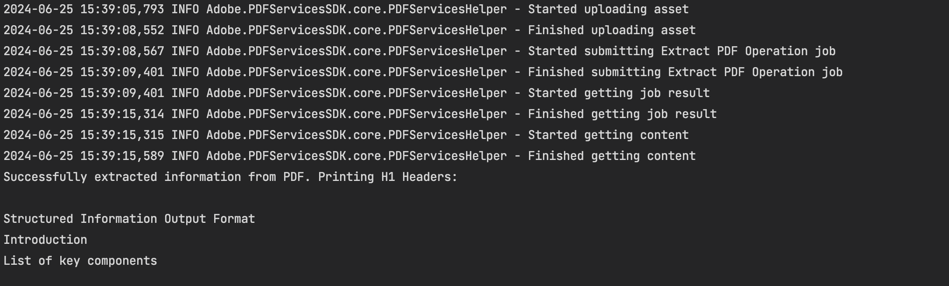 2024-06-25 15:39:05,793 INFO Adobe.PDFServicesSDK.core.PDFServicesHelper - Started uploading asset
2024-06-25 15:39:08,552 INFO Adobe.PDFServicesSDK.core.PDFServicesHelper - Finished uploading asset
2024-06-25 15:39:08,567 INFO Adobe.PDFServicesSDK.core.PDFServicesHelper - Started submitting Extract PDF Operation job
2024-06-25 15:39:09,401 INFO Adobe.PDFServicesSDK.core.PDFServicesHelper - Finished submitting Extract PDF Operation job
2024-06-25 15:39:09,401 INFO Adobe.PDFServicesSDK.core.PDFServicesHelper - Started getting job result
2024-06-25 15:39:15,314 INFO Adobe.PDFServicesSDK.core.PDFServicesHelper - Finished getting job result
2024-06-25 15:39:15,315 INFO Adobe.PDFServicesSDK.core.PDFServicesHelper - Started getting content
2024-06-25 15:39:15,589 INFO Adobe.PDFServicesSDK.core.PDFServicesHelper - Finished getting content
Successfully extracted information from PDF. Printing H1 Headers:
Structured Information Output Format
Introduction
List of key components